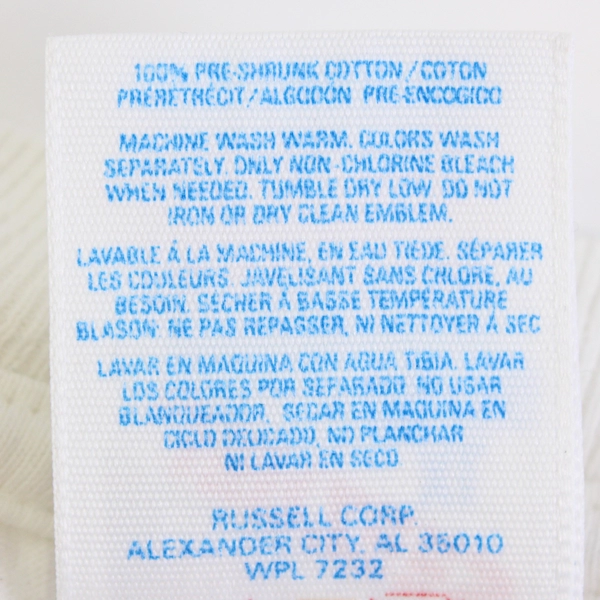 100% PRE-SHRUNK COTTON/COTON
PRÉRÉTRÉCIT/ALGODÓN PRE-ENCOGIDO
MACHINE WASH WARM. COLORS WASH
SEPARATELY. ONLY NON-CHLORINE BLEACH
WHEN NEEDED. TUMBLE DRY LOW. DO NOT
IRON OR DRY CLEAN EMBLEM.
LAVABLE À LA MACHINE, EN EAU TIÈDE. SÉPARER
LES COULEURS. JAVELISANT SANS CHLORE, AU
BESOIN. SÉCHER À BASSE TEMPÉRATURE
BLASON: NE PAS REPASSER, NI NETTOYER À SEC
LAVAR EN MAQUINA CON AGUA TIBIA. LAVAR
LOS COLORES POR SEPARADO. NO USAR
BLANQUEADOR. SECAR EN MAQUINA EN
CICLO DELICADO, NO PLANCHAR
NI LAVAR EN SECO
RUSSELL CORP.
ALEXANDER CITY, AL 35010
WPL 7232